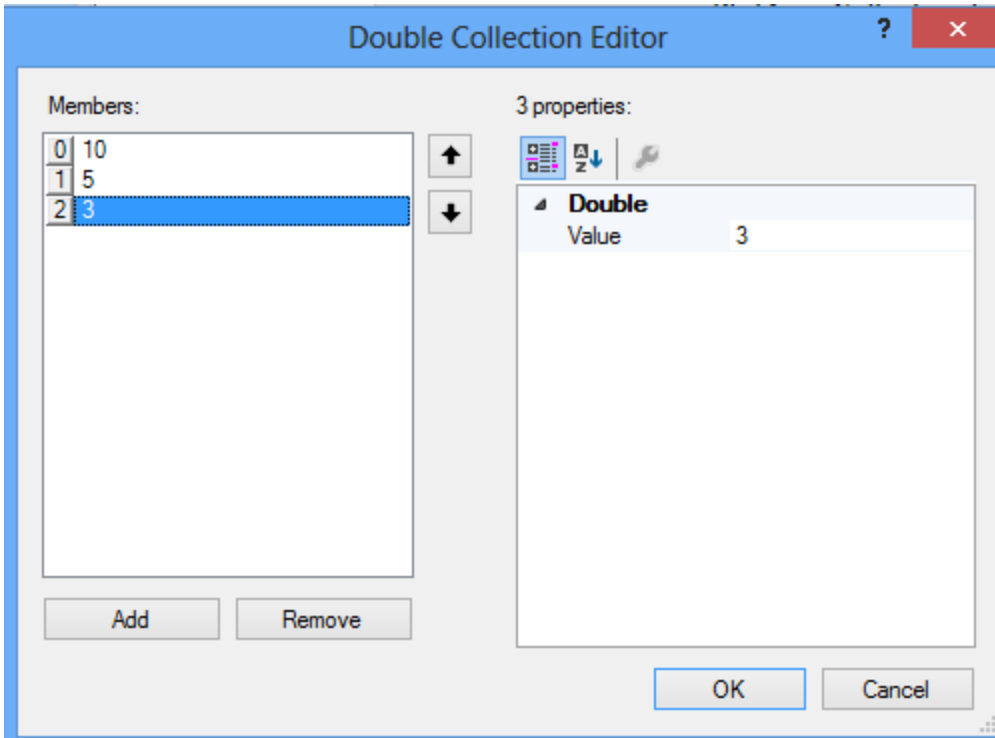 Double Collection Editor
?
Members:
0 10
1 5
2 3
Add
Remove
3 properties:
Double
Value 3
OK
Cancel